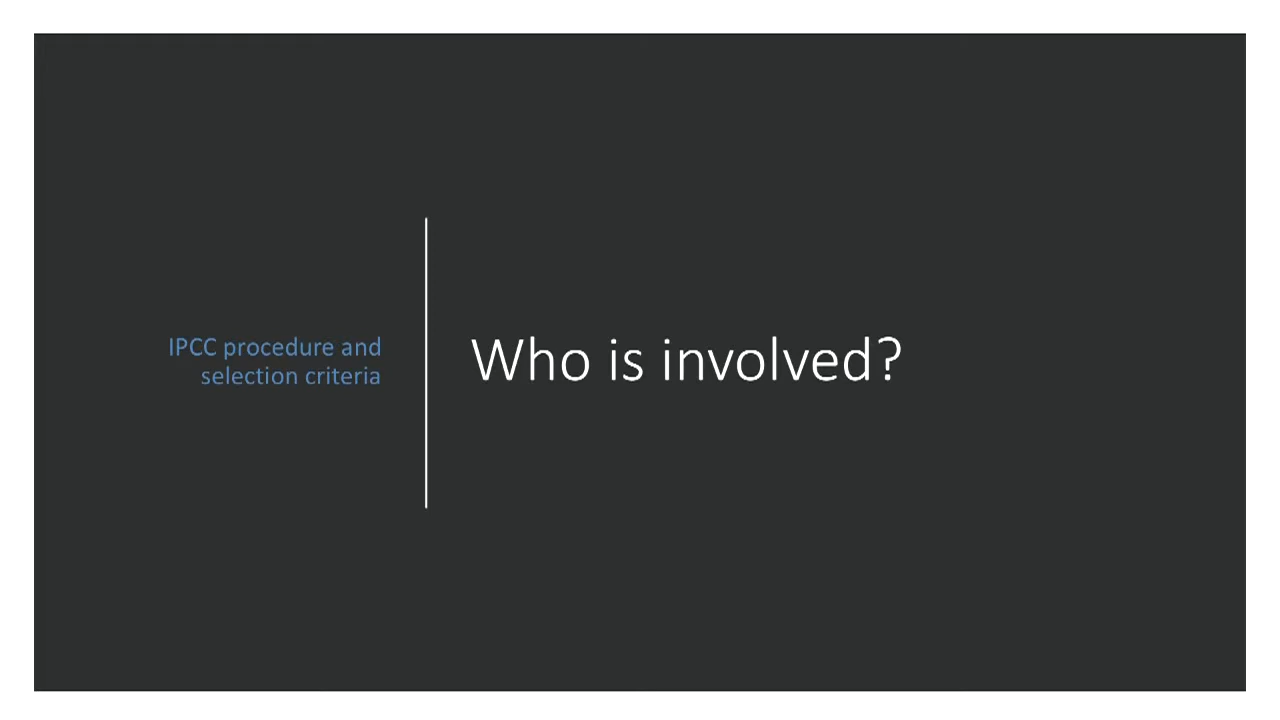 IPCC procedure and
selection criteria
Who is involved?